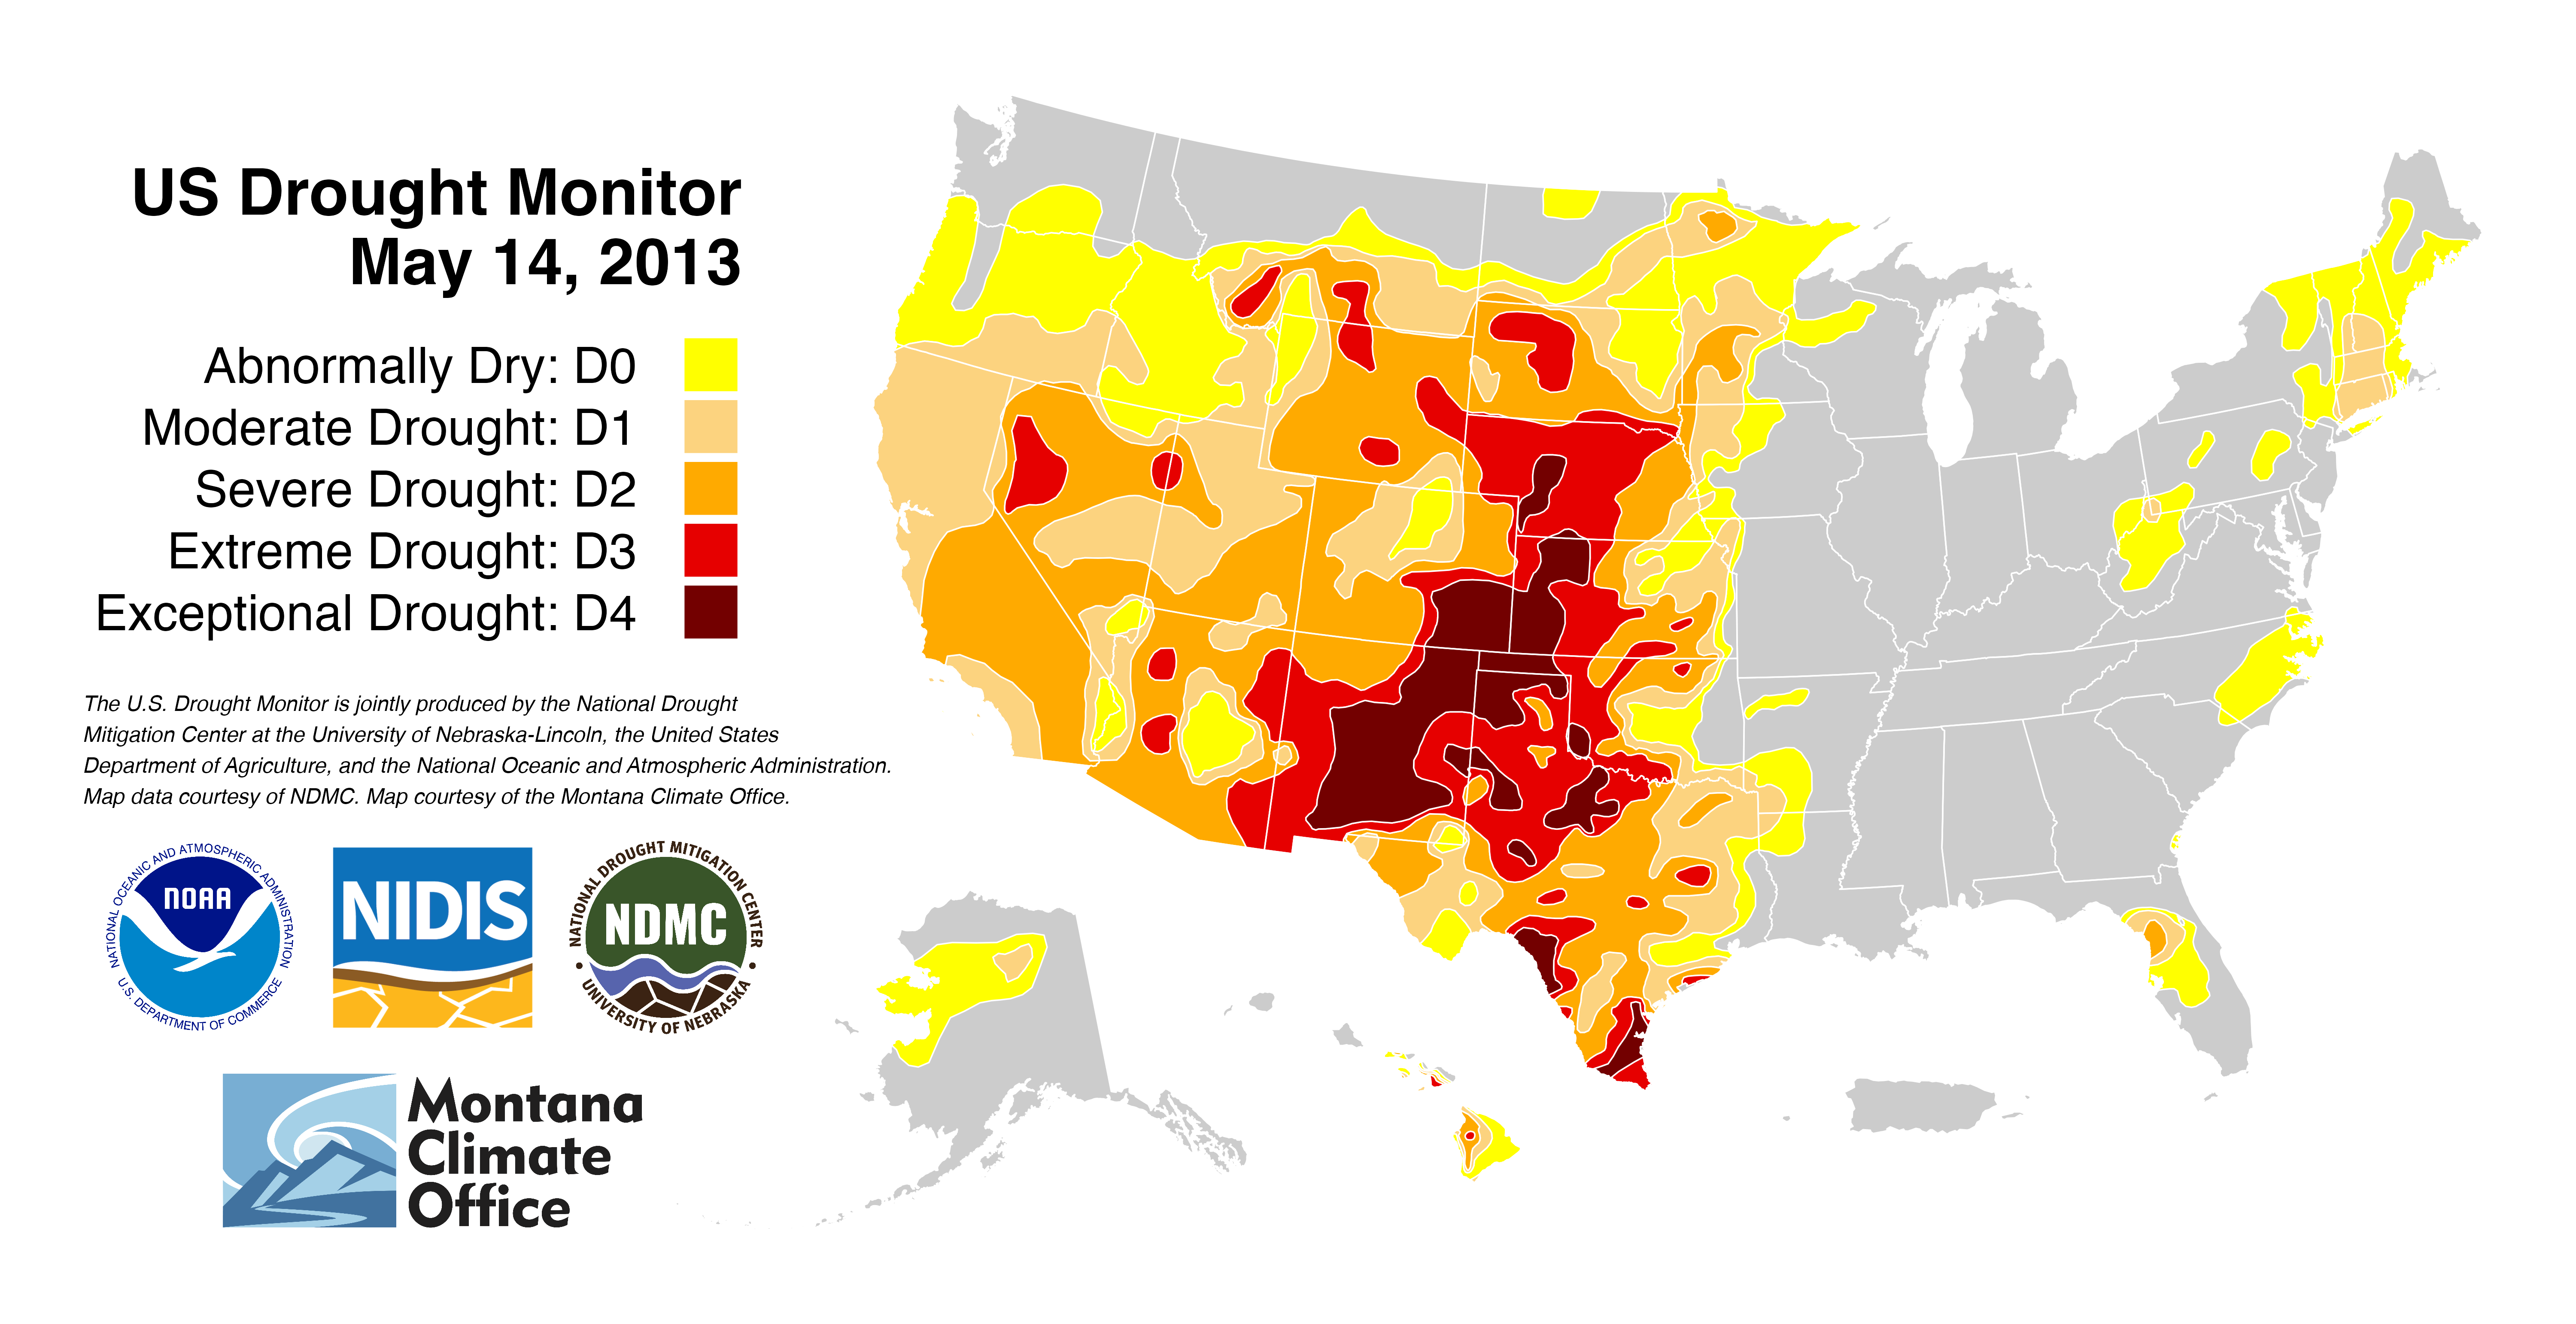 US Drought Monitor
May 14, 2013
Abnormally Dry: D0
Moderate Drought: D1
Severe Drought: D2
Extreme Drought: D3
Exceptional Drought: D4
The U.S. Drought Monitor is jointly produced by the National Drought
Mitigation Center at the University of Nebraska-Lincoln, the United States
Department of Agriculture, and the National Oceanic and Atmospheric Administration.
Map data courtesy of NDMC. Map courtesy of the Montana Climate Office.
NATIONAL OCEANIC AND ATMOSPHERIC ADMINISTRATION
NOAA
U.S. DEPARTMENT OF COMMERCE
NIDIS
NATIONAL DROUGHT MITIGATION CENTER
NDMC
UNIVERSITY OF NEBRASKA
Montana
Climate
Office